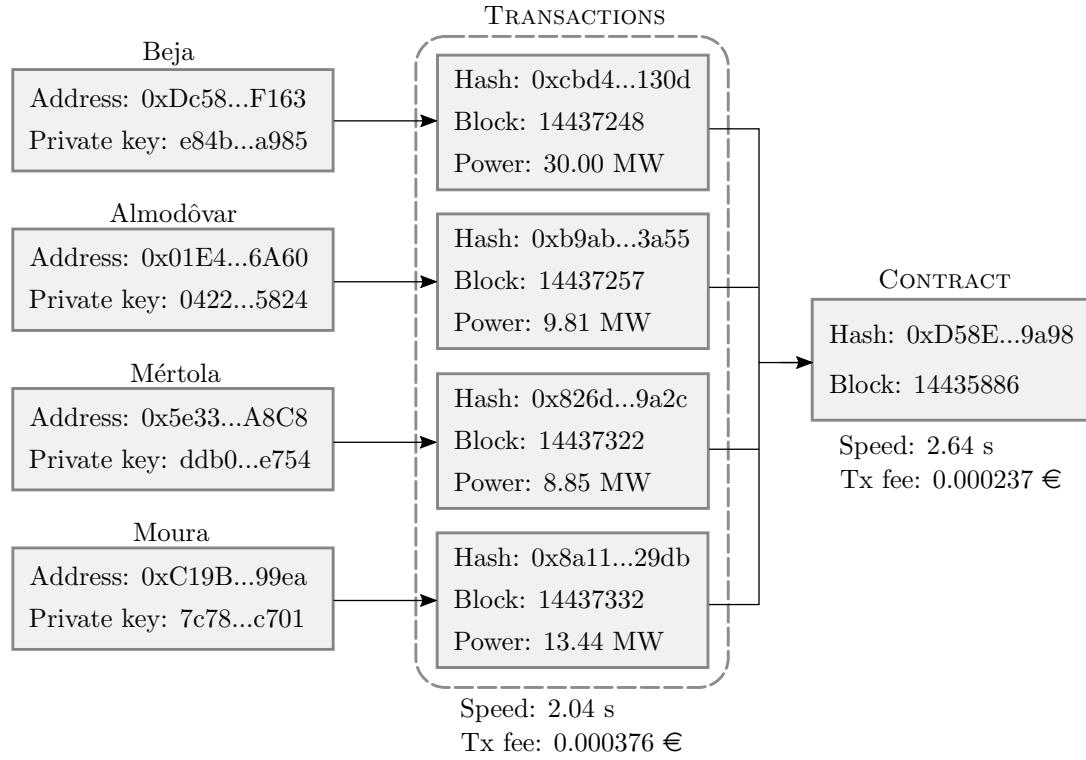 TRANSACTIONS
Beja
Address: 0xDc58...F163
Private key: e84b...a985
Hash: 0xcbd4...130d
Block: 14437248
Power: 30.00 MW
Almodôvar
Address: 0x01E4...6A60
Private key: 0422...5824
Hash: 0xb9ab...3a55
Block: 14437257
Power: 9.81 MW
Mértola
Address: 0x5e33...A8C8
Private key: ddb0...e754
Hash: 0x826d...9a2c
Block: 14437322
Power: 8.85 MW
Moura
Address: 0xC19B...99ea
Private key: 7c78...c701
Hash: 0x8a11...29db
Block: 14437332
Power: 13.44 MW
Speed: 2.04 s
Tx fee: 0.000376 €
CONTRACT
Hash: 0xD58E...9a98
Block: 14435886
Speed: 2.64 s
Tx fee: 0.000237 €